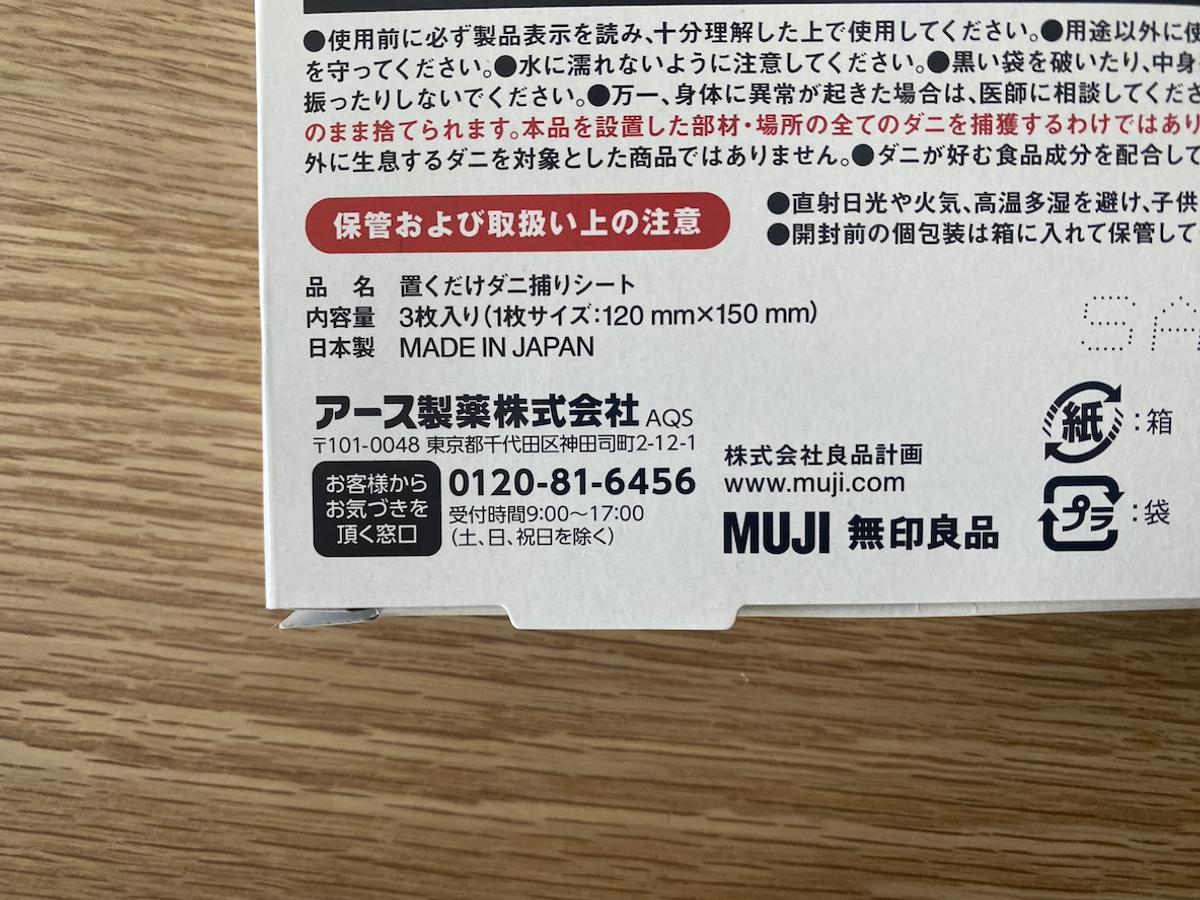 ●使用前に必ず製品表示を読み、十分理解した上で使用してください。●用途以外に使
を守ってください。●水に濡れないように注意してください。●黒い袋を破いたり、中身
振ったりしないでください。●万一、身体に異常が起きた場合は、医師に相談してくださ
のまま捨てられます。本品を設置した部材・場所の全てのダニを捕獲するわけではあり
外に生息するダニを対象とした商品ではありません。●ダニが好む食品成分を配合して
保管および取扱い上の注意
●直射日光や火気、高温多湿を避け、子供
●開封前の個包装は箱に入れて保管して
品 名 置くだけダニ捕りシート
内容量 3枚入り(1枚サイズ:120 mm×150 mm)
日本製 MADE IN JAPAN
SA
アース製薬株式会社 AQS
〒101-0048 東京都千代田区神田司町2-12-1
お客様から
お気づきを
頂く窓口
0120-81-6456
受付時間9:00〜17:00
(土、日、祝日を除く)
株式会社良品計画
www.muji.com
MUJI 無印良品
紙:箱
プラ:袋